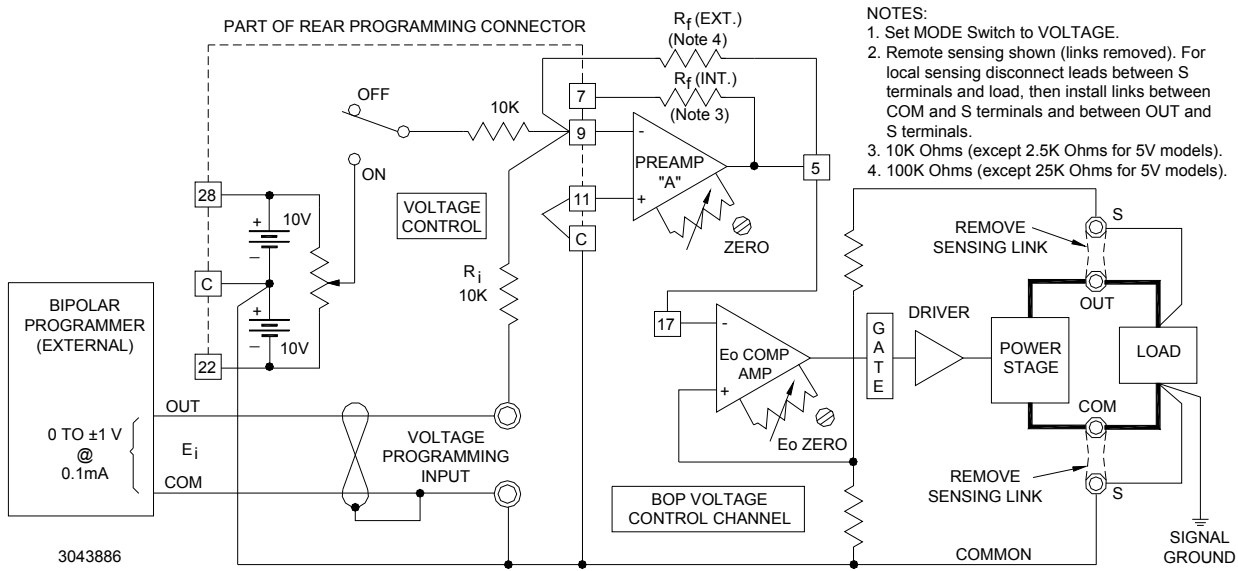 PART OF REAR PROGRAMMING CONNECTOR
Rf (EXT.)
(Note 4)
Rf (INT.)
(Note 3)
NOTES:
1. Set MODE Switch to VOLTAGE.
2. Remote sensing shown (links removed). For
local sensing disconnect leads between S
terminals and load, then install links between
COM and S terminals and between OUT and
S terminals.
3. 10K Ohms (except 2.5K Ohms for 5V models).
4. 100K Ohms (except 25K Ohms for 5V models).
OFF
10K
7
9
-
PREAMP
"A"
+
11
C
5
ZERO
ON
VOLTAGE
CONTROL
28
+
10V
–
C
+
–
10V
22
Ri
10K
BIPOLAR
PROGRAMMER
(EXTERNAL)
OUT
0 TO ±1 V
@
0.1mA
Ei
COM
VOLTAGE
PROGRAMMING
INPUT
17
-
Eo COMP
AMP
+
Eo ZERO
GATE
DRIVER
POWER
STAGE
S
REMOVE
SENSING LINK
OUT
LOAD
COM
REMOVE
SENSING LINK
S
BOP VOLTAGE
CONTROL CHANNEL
COMMON
SIGNAL
GROUND
3043886